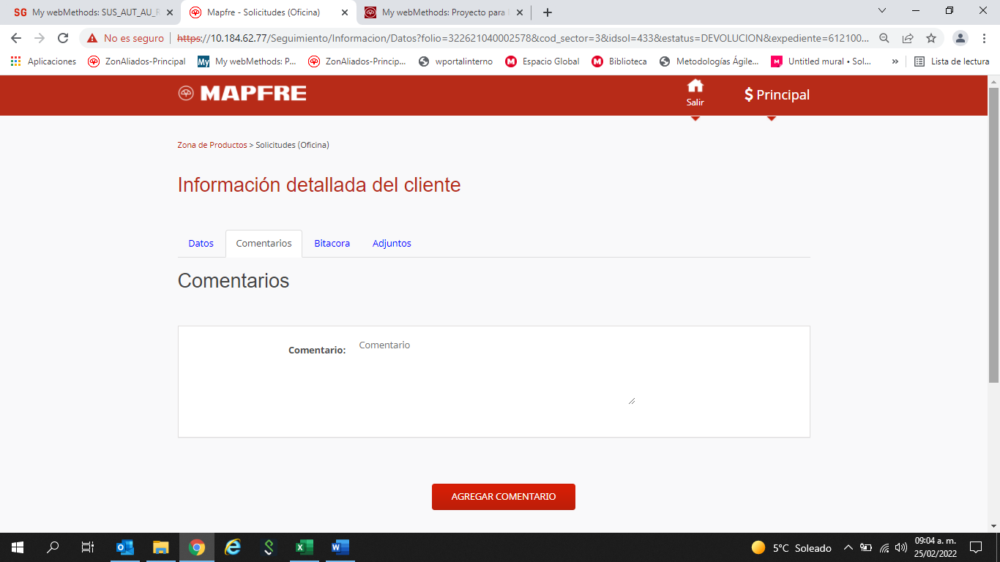 My webMethods: SUS_AUT_AU_R
Mapfre - Solicitudes (Oficina)
My webMethods: Proyecto para
No es seguro
https://10.184.62.77/Seguimiento/Informacion/Datos?folio=322621040002578&cod_sector=3&idsol=433&estatus=DEVOLUCION&expediente=612100...
Aplicaciones
ZonAliados-Principal
My webMethods: P...
ZonAliados-Princip...
wportalinterno
Espacio Global
Biblioteca
Metodologías Ágile...
Untitled mural • Sol...
»
Lista de lectura
MAPFRE
Salir
$ Principal
Zona de Productos > Solicitudes (Oficina)
Información detallada del cliente
Datos
Comentarios
Bitacora
Adjuntos
Comentarios
Comentario:
Comentario
AGREGAR COMENTARIO
5°C Soleado
09:04 a. m.
25/02/2022